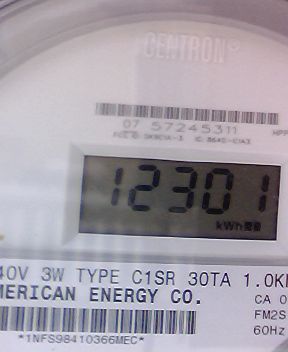 CENTRON®
07 57245311
12301
kWh
40V 3W TYPE C1SR 30TA 1.0K
MERICAN ENERGY CO.
CA 0
FM2S
60Hz
*1NFS98410366MEC*